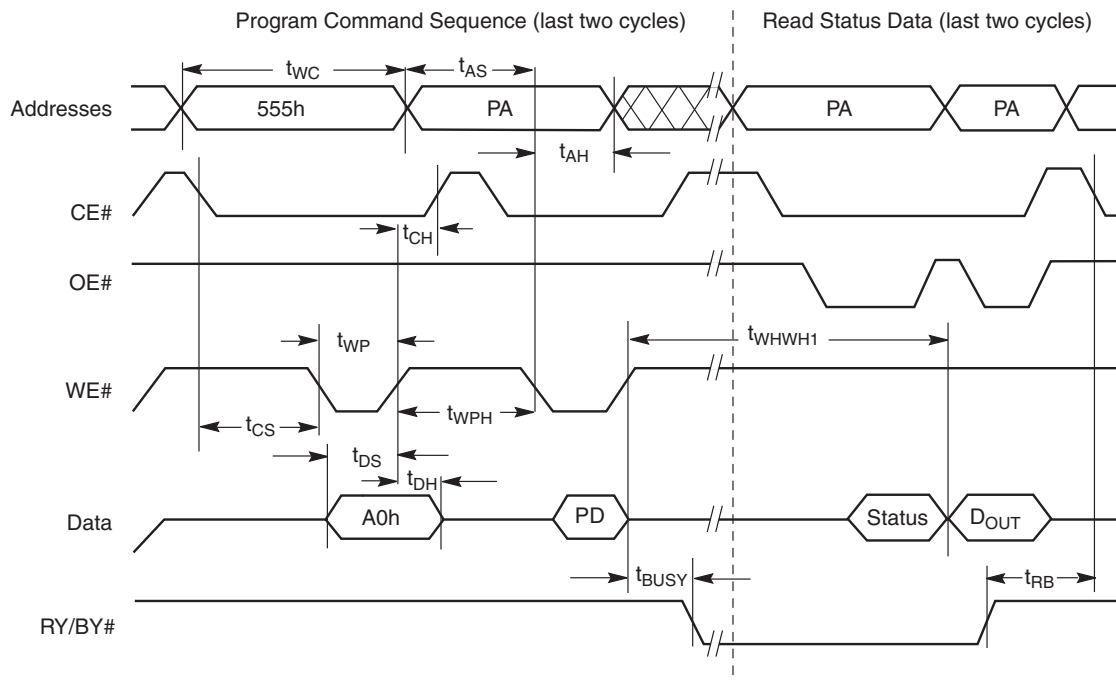 Program Command Sequence (last two cycles)
Read Status Data (last two cycles)
tWC
tAS
Addresses
555h
PA
PA
PA
tAH
CE#
tCH
OE#
tWP
tWHWH1
WE#
tCS
tWPH
tDS
tDH
Data
A0h
PD
Status
DOUT
tBUSY
tRB
RY/BY#